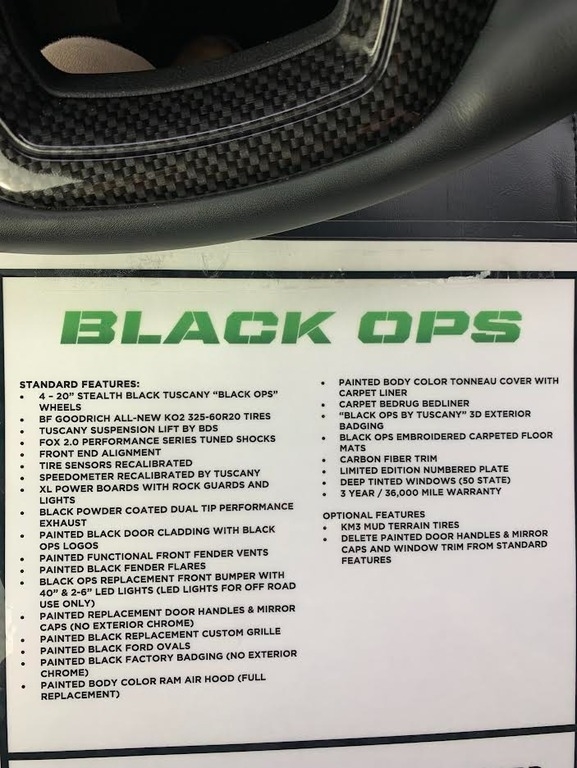 BLACK OPS
STANDARD FEATURES:
• 4 - 20" STEALTH BLACK TUSCANY "BLACK OPS"
WHEELS
• BF GOODRICH ALL-NEW KO2 325-60R20 TIRES
• TUSCANY SUSPENSION LIFT BY BDS
• FOX 2.0 PERFORMANCE SERIES TUNED SHOCKS
• FRONT END ALIGNMENT
• TIRE SENSORS RECALIBRATED
• SPEEDOMETER RECALIBRATED BY TUSCANY
• XL POWER BOARDS WITH ROCK GUARDS AND
LIGHTS
• BLACK POWDER COATED DUAL TIP PERFORMANCE
EXHAUST
• PAINTED BLACK DOOR CLADDING WITH BLACK
OPS LOGOS
• PAINTED FUNCTIONAL FRONT FENDER VENTS
• PAINTED BLACK FENDER FLARES
• BLACK OPS REPLACEMENT FRONT BUMPER WITH
40" & 2-6" LED LIGHTS (LED LIGHTS FOR OFF ROAD
USE ONLY)
• PAINTED REPLACEMENT DOOR HANDLES & MIRROR
CAPS (NO EXTERIOR CHROME)
• PAINTED BLACK REPLACEMENT CUSTOM GRILLE
• PAINTED BLACK FORD OVALS
• PAINTED BLACK FACTORY BADGING (NO EXTERIOR
CHROME)
• PAINTED BODY COLOR RAM AIR HOOD (FULL
REPLACEMENT)
• PAINTED BODY COLOR TONNEAU COVER WITH
CARPET LINER
• CARPET BEDRUG BEDLINER
• "BLACK OPS BY TUSCANY" 3D EXTERIOR
BADGING
• BLACK OPS EMBROIDERED CARPETED FLOOR
MATS
• CARBON FIBER TRIM
• LIMITED EDITION NUMBERED PLATE
• DEEP TINTED WINDOWS (50 STATE)
• 3 YEAR / 36,000 MILE WARRANTY
OPTIONAL FEATURES
• KM3 MUD TERRAIN TIRES
• DELETE PAINTED DOOR HANDLES & MIRROR
CAPS AND WINDOW TRIM FROM STANDARD
FEATURES